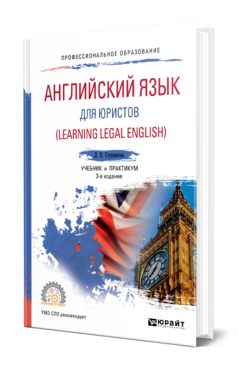 ПРОФЕССИОНАЛЬНОЕ ОБРАЗОВАНИЕ
АНГЛИЙСКИЙ ЯЗЫК
ДЛЯ ЮРИСТОВ
(LEARNING LEGAL ENGLISH)
УЧЕБНИК и ПРАКТИКУМ
3-е издание
УМО СПО рекомендует
юрайт